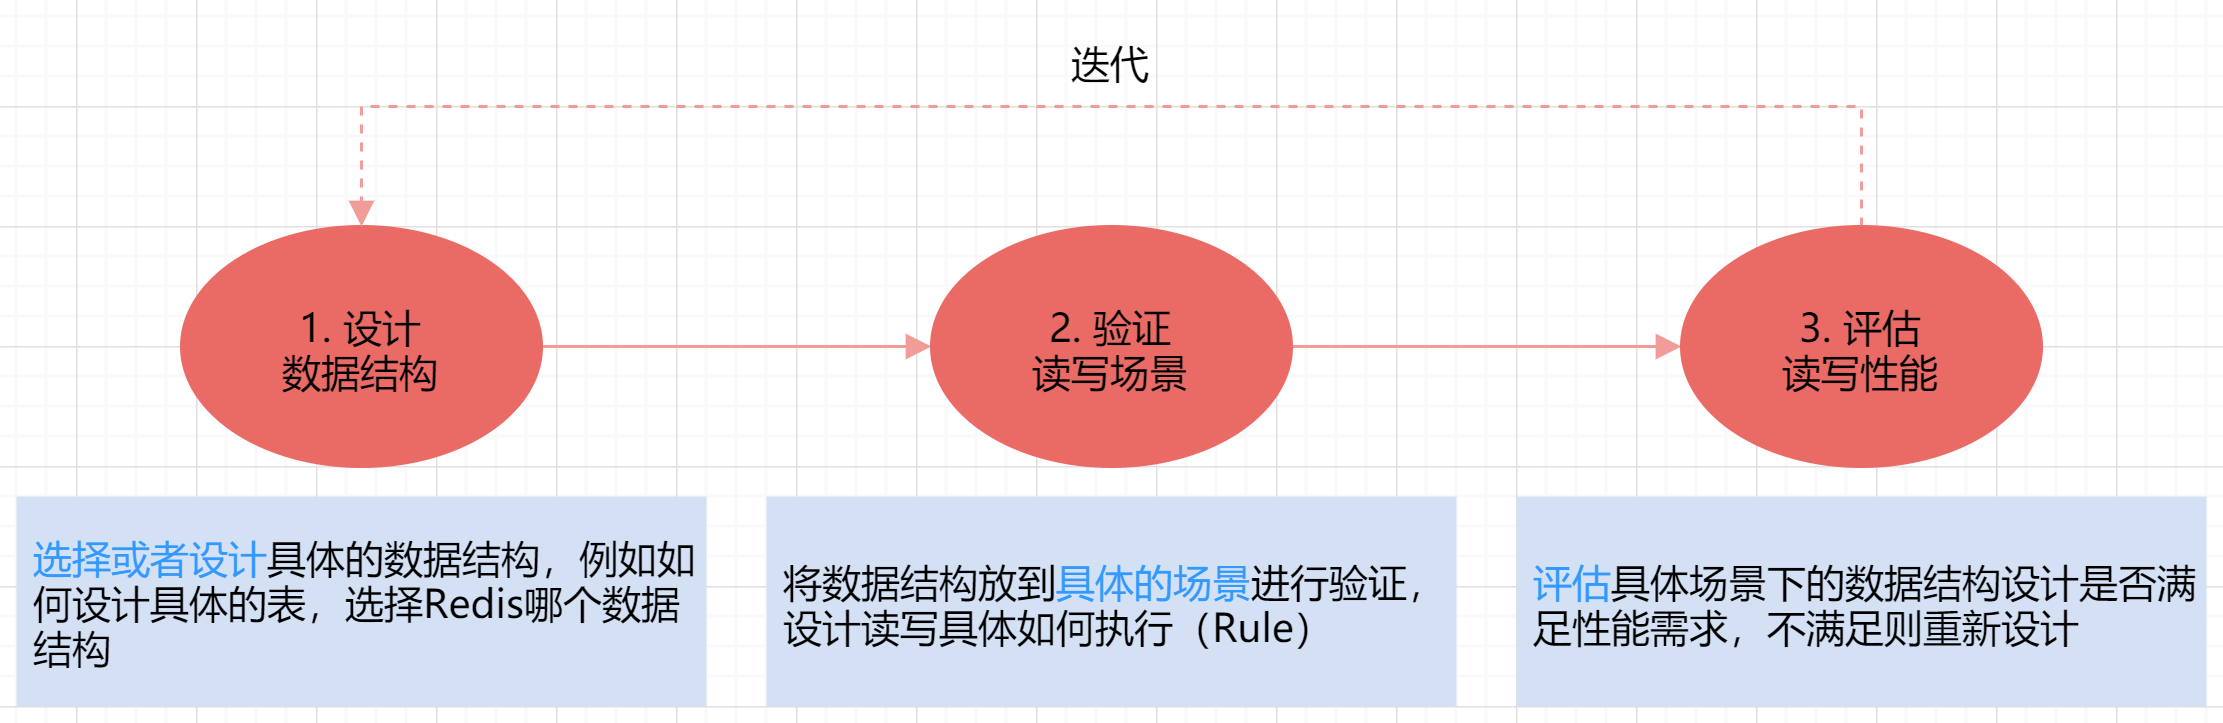 迭代
1. 设计
数据结构
2. 验证
读写场景
3. 评估
读写性能
选择或者设计具体的数据结构，例如如
何设计具体的表，选择Redis哪个数据
结构
将数据结构放到具体的场景进行验证，
设计读写具体如何执行（Rule）
评估具体场景下的数据结构设计是否满
足性能需求，不满足则重新设计